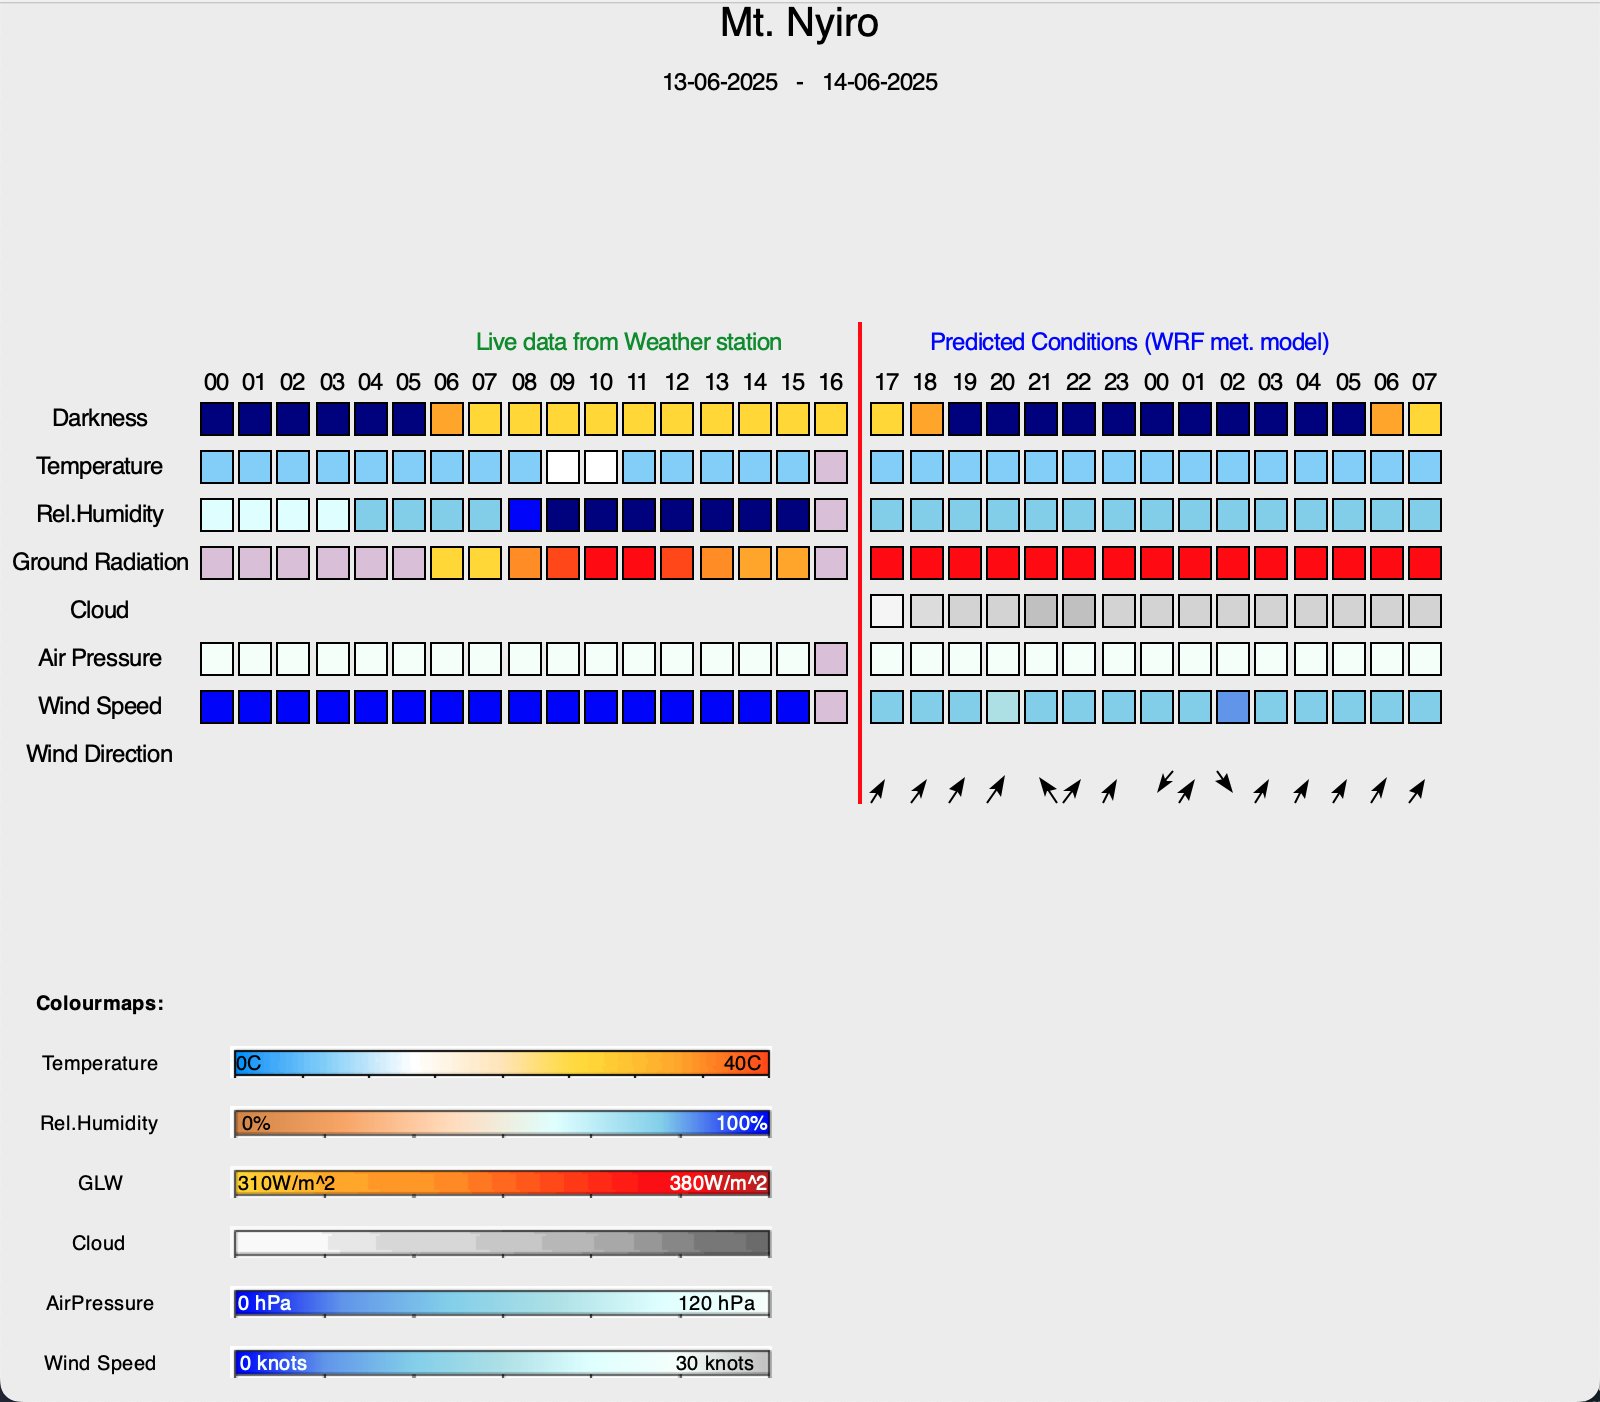 Mt. Nyiro
13-06-2025 - 14-06-2025
Live data from Weather station
Predicted Conditions (WRF met. model)
00 01 02 03 04 05 06 07 08 09 10 11 12 13 14 15 16 17 18 19 20 21 22 23 00 01 02 03 04 05 06 07
Darkness
Temperature
Rel.Humidity
Ground Radiation
Cloud
Air Pressure
Wind Speed
Wind Direction
Colourmaps:
Temperature 0C 40C
Rel.Humidity 0% 100%
GLW 310W/m^2 380W/m^2
Cloud
AirPressure 0 hPa 120 hPa
Wind Speed 0 knots 30 knots